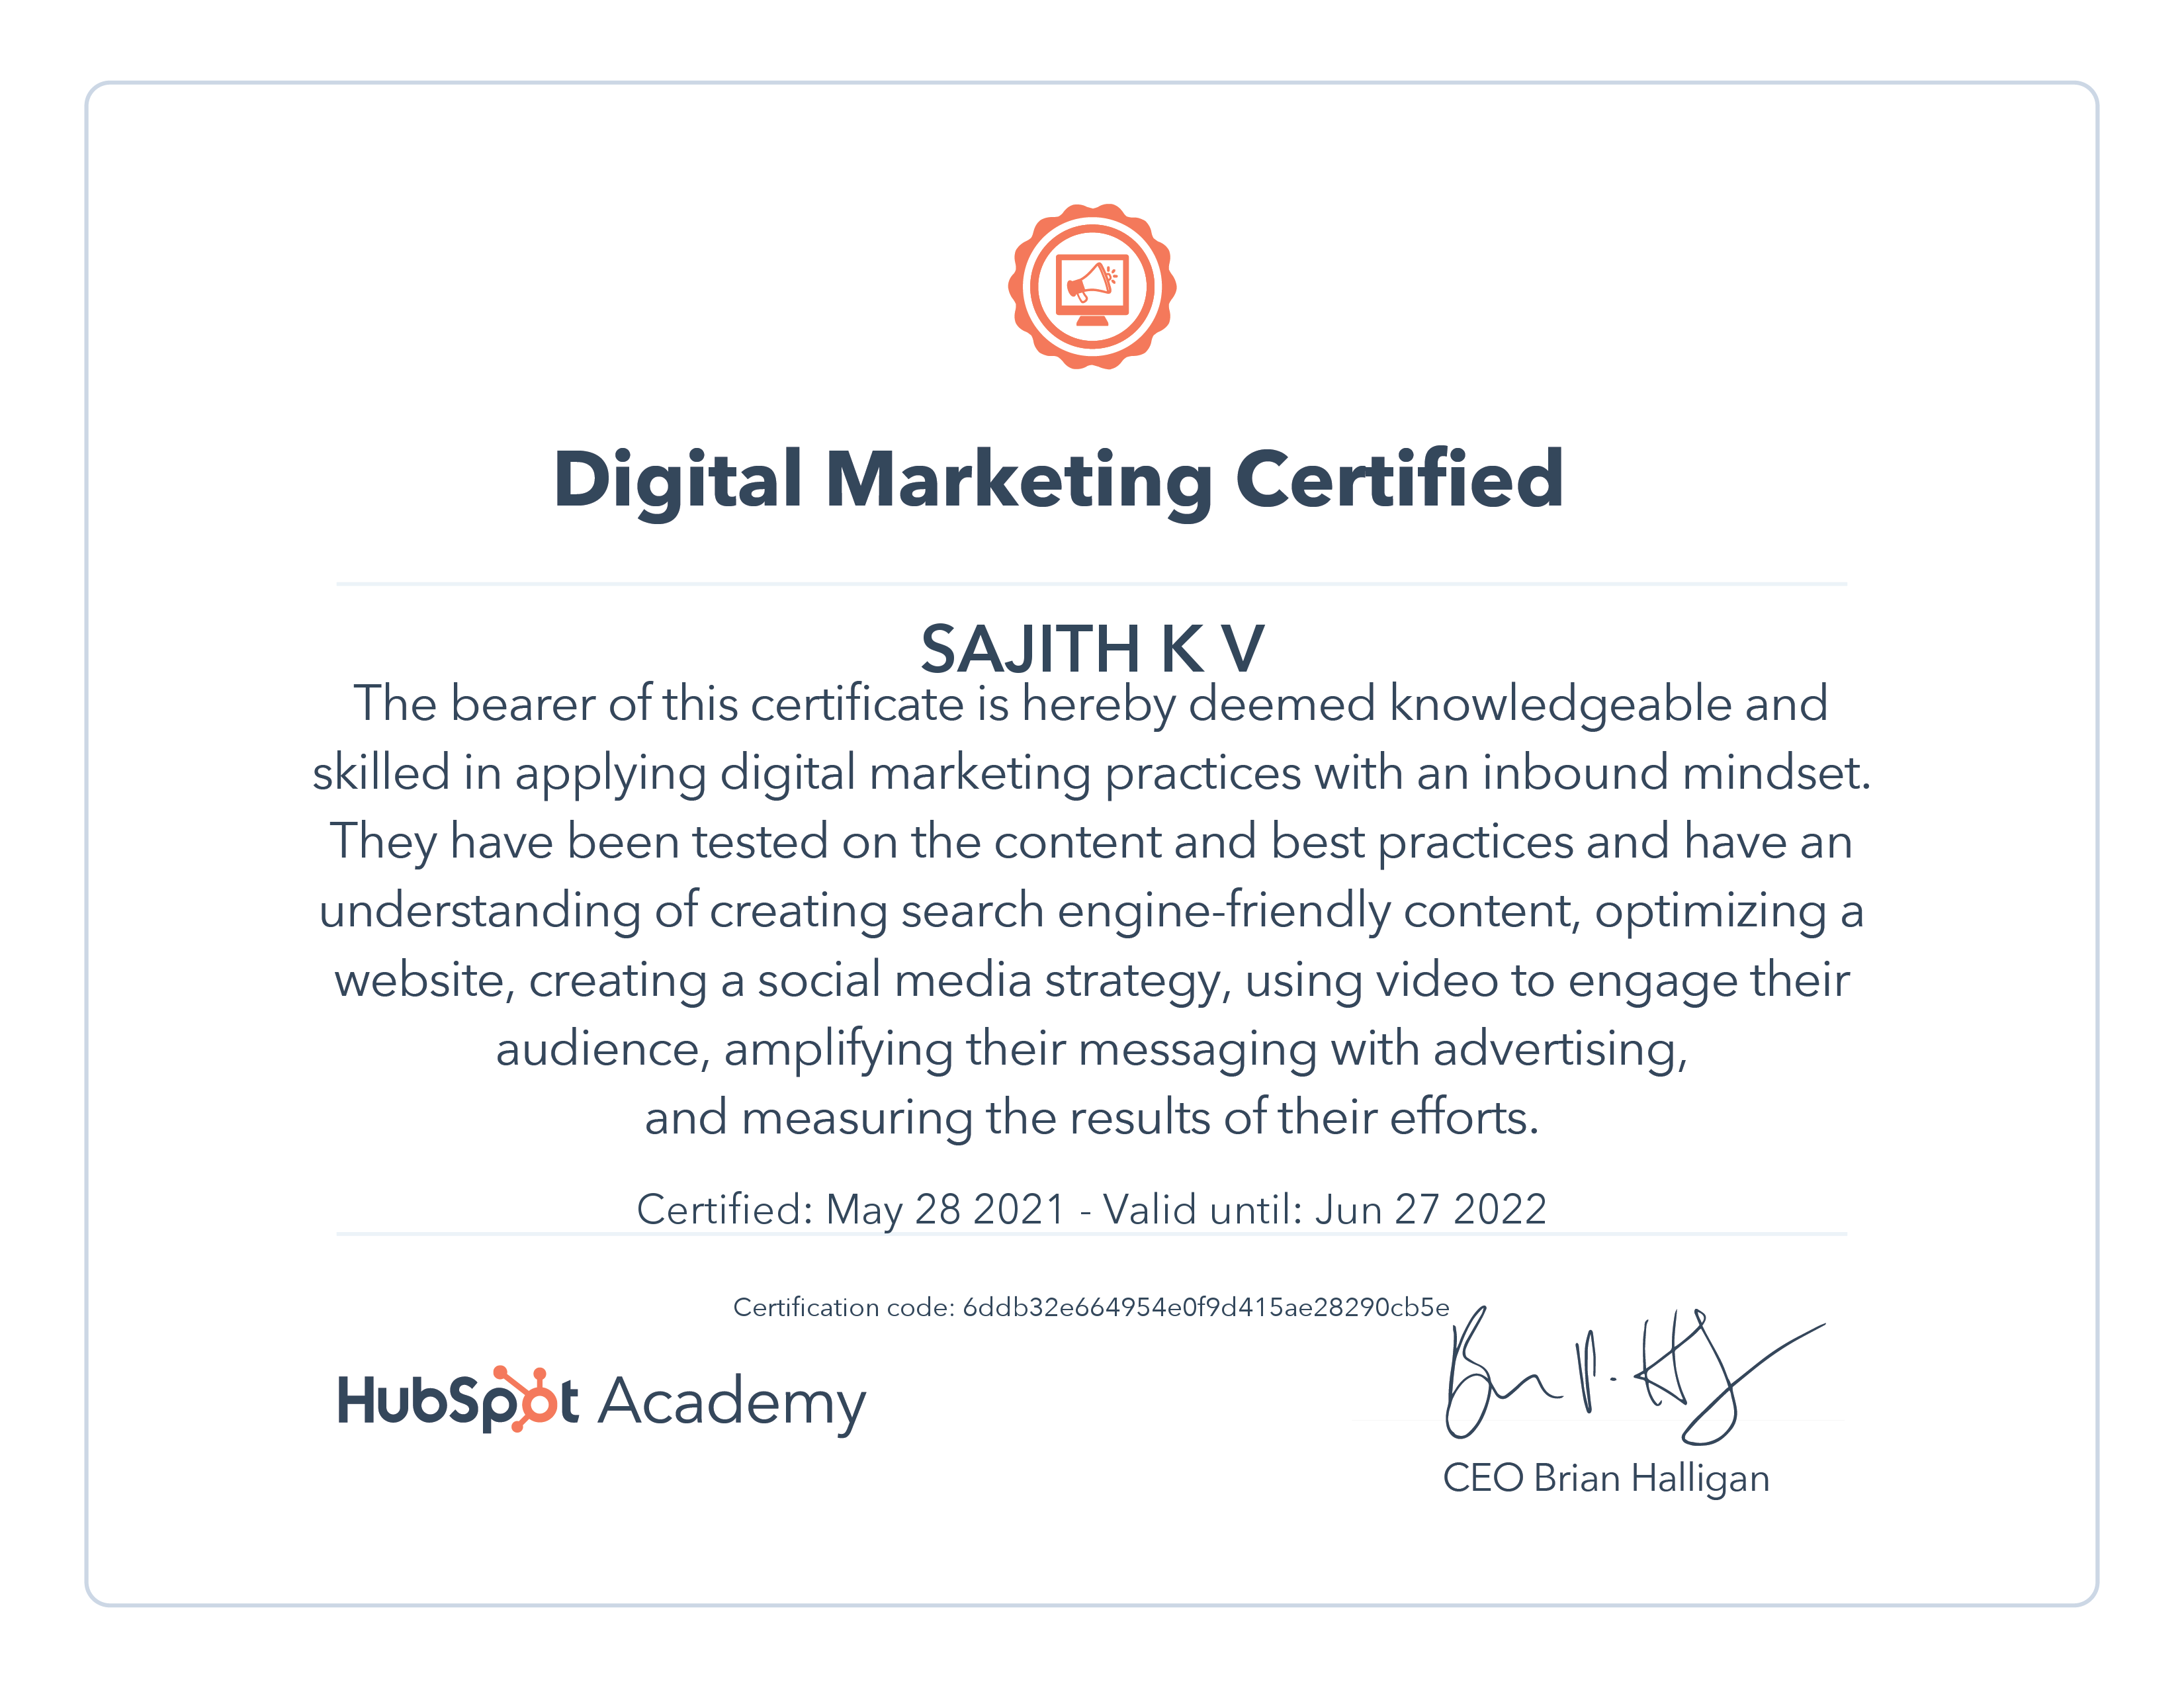 Digital Marketing Certified
SAJITH K V
The bearer of this certificate is hereby deemed knowledgeable and
skilled in applying digital marketing practices with an inbound mindset.
They have been tested on the content and best practices and have an
understanding of creating search engine-friendly content, optimizing a
website, creating a social media strategy, using video to engage their
audience, amplifying their messaging with advertising,
and measuring the results of their efforts.
Certified: May 28 2021 - Valid until: Jun 27 2022
Certification code: 6ddb32e664954e0f9d415ae28290cb5e
HubSpot Academy
CEO Brian Halligan